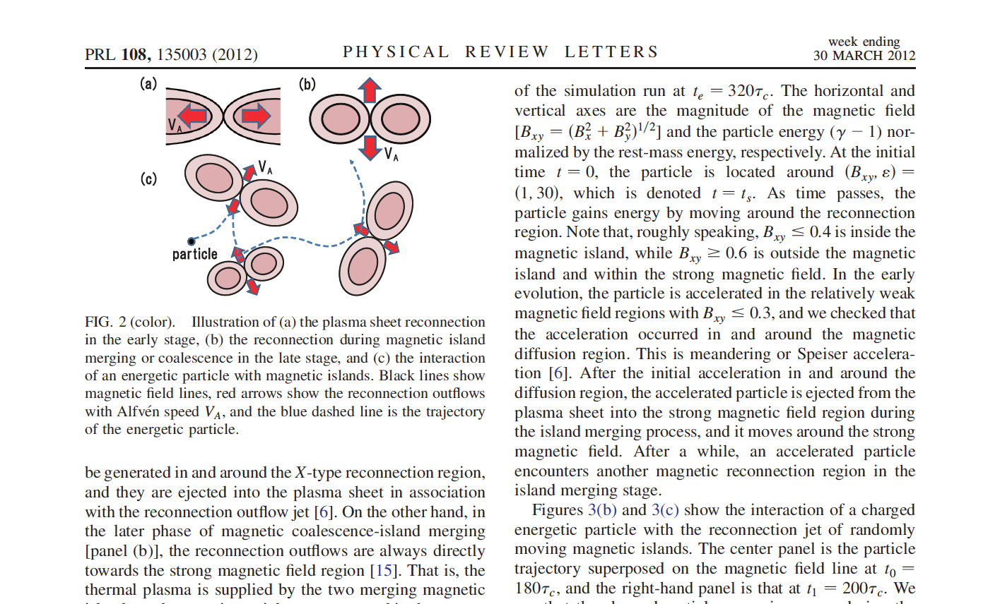 PRL 108, 135003 (2012)
PHYSICAL REVIEW LETTERS
week ending
30 MARCH 2012
(a)
V_A
(b)
V_A
(c)
V_A
particle
FIG. 2 (color). Illustration of (a) the plasma sheet reconnection
in the early stage, (b) the reconnection during magnetic island
merging or coalescence in the late stage, and (c) the interaction
of an energetic particle with magnetic islands. Black lines show
magnetic field lines, red arrows show the reconnection outflows
with Alfvén speed V_A, and the blue dashed line is the trajectory
of the energetic particle.
be generated in and around the X-type reconnection region,
and they are ejected into the plasma sheet in association
with the reconnection outflow jet [6]. On the other hand, in
the later phase of magnetic coalescence-island merging
[panel (b)], the reconnection outflows are always directly
towards the strong magnetic field region [15]. That is, the
thermal plasma is supplied by the two merging magnetic
of the simulation run at t_e = 320τ_c. The horizontal and
vertical axes are the magnitude of the magnetic field
[B_xy = (B_x^2 + B_y^2)^1/2] and the particle energy (γ − 1) nor-
malized by the rest-mass energy, respectively. At the initial
time t = 0, the particle is located around (B_xy, ε) =
(1, 30), which is denoted t = t_s. As time passes, the
particle gains energy by moving around the reconnection
region. Note that, roughly speaking, B_xy ≤ 0.4 is inside the
magnetic island, while B_xy ≥ 0.6 is outside the magnetic
island and within the strong magnetic field. In the early
evolution, the particle is accelerated in the relatively weak
magnetic field regions with B_xy ≤ 0.3, and we checked that
the acceleration occurred in and around the magnetic
diffusion region. This is meandering or Speiser accelera-
tion [6]. After the initial acceleration in and around the
diffusion region, the accelerated particle is ejected from the
plasma sheet into the strong magnetic field region during
the island merging process, and it moves around the strong
magnetic field. After a while, an accelerated particle
encounters another magnetic reconnection region in the
island merging stage.
Figures 3(b) and 3(c) show the interaction of a charged
energetic particle with the reconnection jet of randomly
moving magnetic islands. The center panel is the particle
trajectory superposed on the magnetic field line at t_0 =
180τ_c, and the right-hand panel is that at t_1 = 200τ_c. We